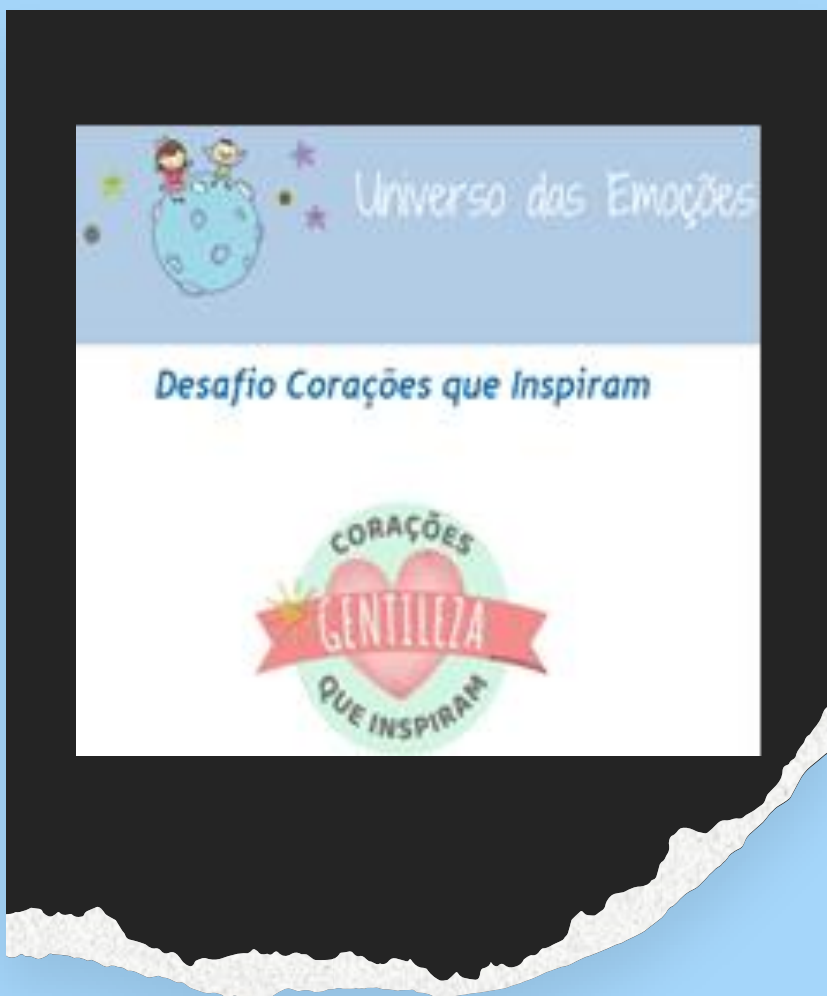 Universo das Emoções
Desafio Corações que Inspiram
CORAÇÕES
GENTILEZA
QUE INSPIRAM